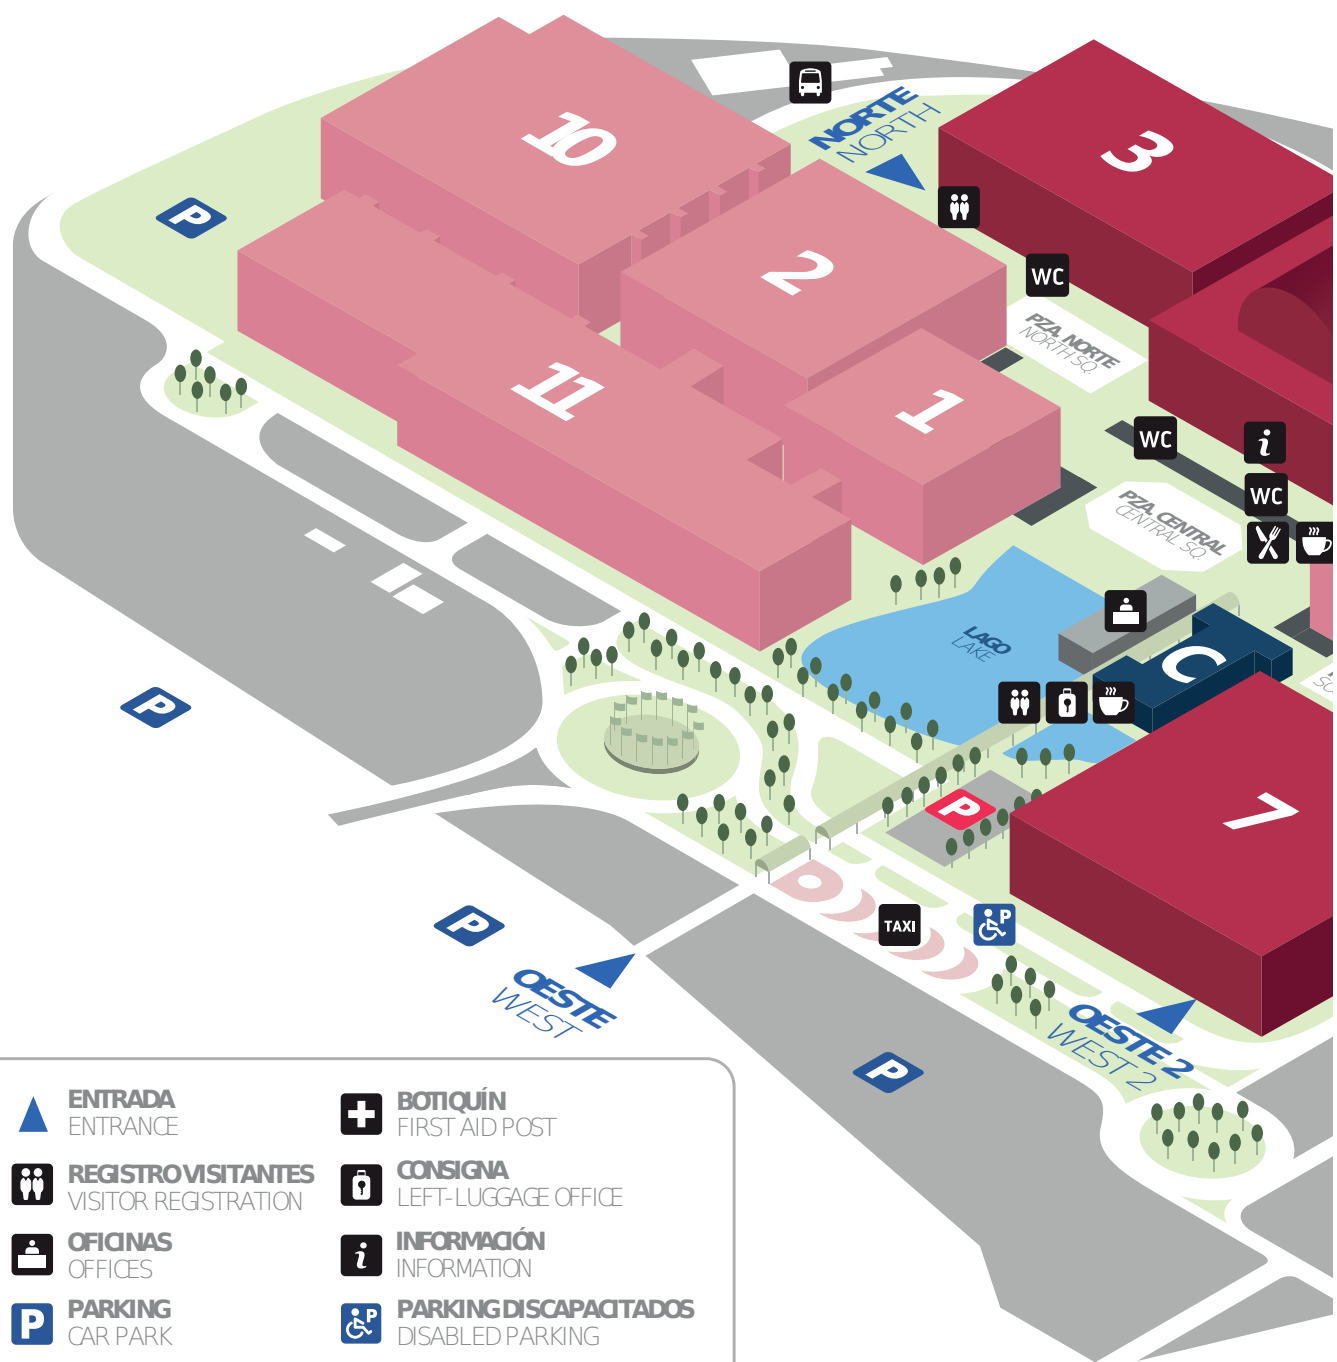 10
NORTE
NORTH
3
P
2
WC
PZA. NORTE
NORTH SQ.
11
1
WC
i
WC
PZA. CENTRAL
CENTRAL SQ.
LAGO
LAKE
C
P
P
7
P
TAXI
P
OESTE
WEST
OESTE 2
WEST 2
P
ENTRADA
ENTRANCE
BOTIQUÍN
FIRST AID POST
REGISTRO VISITANTES
VISITOR REGISTRATION
CONSIGNA
LEFT-LUGGAGE OFFICE
OFICINAS
OFFICES
i
INFORMACIÓN
INFORMATION
P
PARKING
CAR PARK
P
PARKING DISCAPACITADOS
DISABLED PARKING